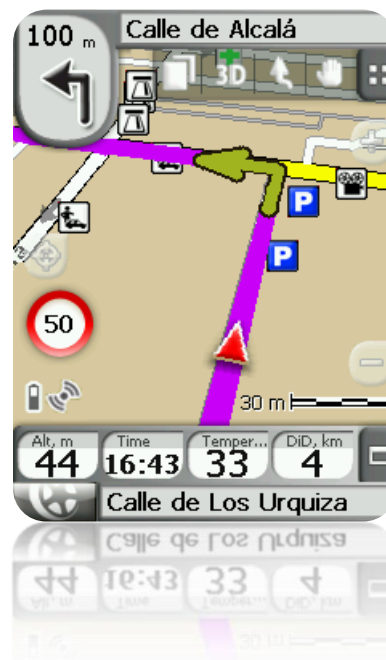 100 m
Calle de Alcalá
3D
P
P
50
30 m
Alt, m
Time
Temper...
DiD, km
44
16:43
33
4
Calle de Los Urquiza